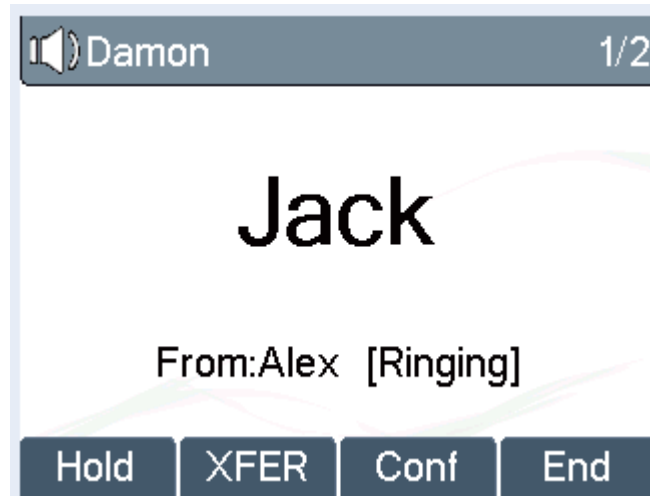 Damon 1/2
Jack
From:Alex [Ringing]
Hold XFER Conf End